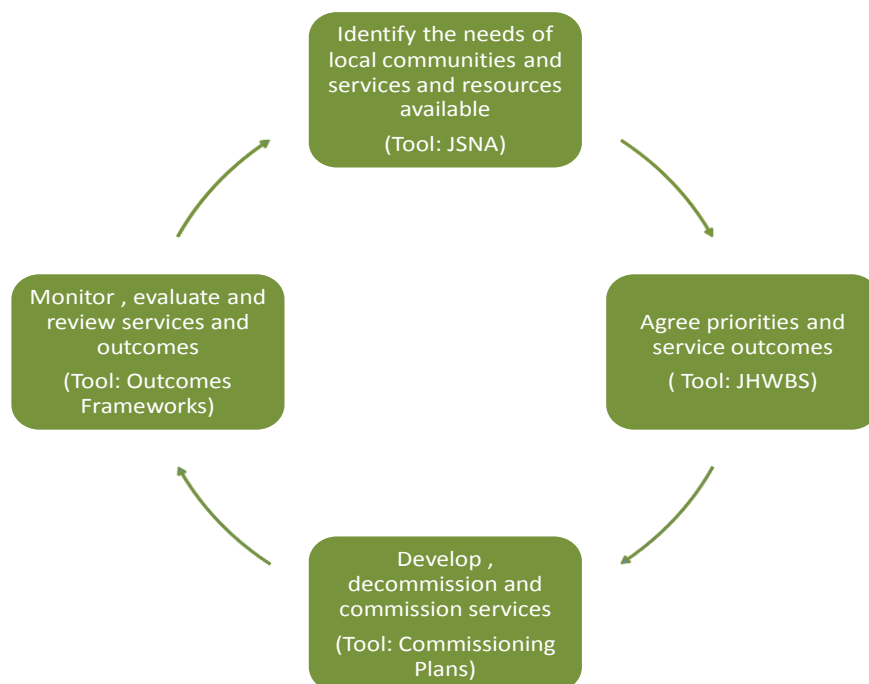 Identify the needs of
local communities and
services and resources
available
(Tool: JSNA)
Agree priorities and
service outcomes
( Tool: JHWBS)
Develop ,
decommission and
commission services
(Tool: Commissioning
Plans)
Monitor , evaluate and
review services and
outcomes
(Tool: Outcomes
Frameworks)